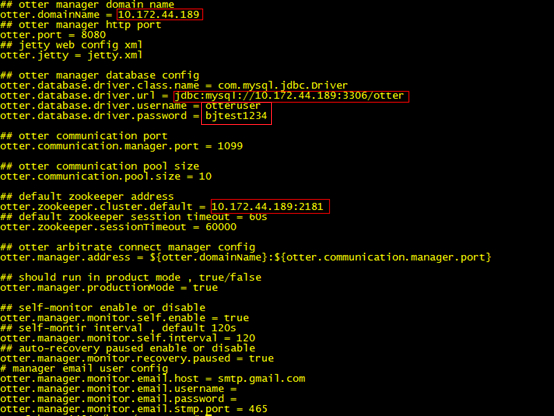 ## otter manager domain name
otter.domainName = 10.172.44.189
## otter manager http port
otter.port = 8080
## jetty web config xml
otter.jetty = jetty.xml
## otter manager database config
otter.database.driver.class.name = com.mysql.jdbc.Driver
otter.database.driver.url = jdbc:mysql://10.172.44.189:3306/otter
otter.database.driver.username = otteruser
otter.database.driver.password = bjtest1234
## otter communication port
otter.communication.manager.port = 1099
## otter communication pool size
otter.communication.pool.size = 10
## default zookeeper address
otter.zookeeper.cluster.default = 10.172.44.189:2181
## default zookeeper sesstion timeout = 60s
otter.zookeeper.sessionTimeout = 60000
## otter arbitrate connect manager config
otter.manager.address = ${otter.domainName}:${otter.communication.manager.port}
## should run in product mode , true/false
otter.manager.productionMode = true
## self-monitor enable or disable
otter.manager.monitor.self.enable = true
## self-montir interval , default 120s
otter.manager.monitor.self.interval = 120
## auto-recovery paused enable or disable
otter.manager.monitor.recovery.paused = true
# manager email user config
otter.manager.monitor.email.host = smtp.gmail.com
otter.manager.monitor.email.username =
otter.manager.monitor.email.password =
otter.manager.monitor.email.stmp.port = 465